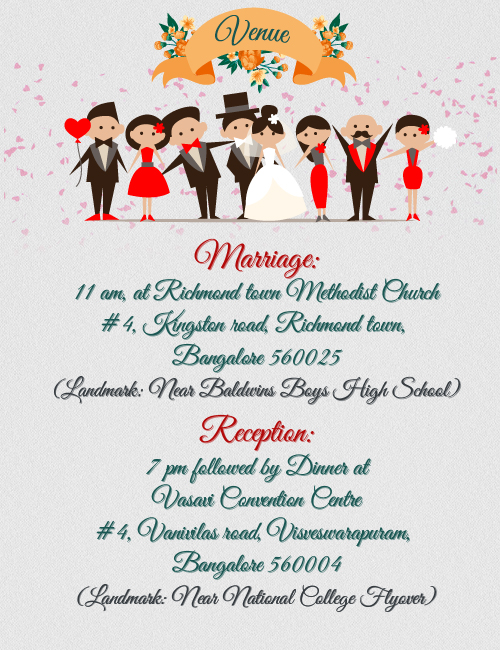 Venue
Marriage:
11 am, at Richmond town Methodist Church
# 4, Kingston road, Richmond town,
Bangalore 560025
(Landmark: Near Baldwins Boys High School)
Reception:
7 pm followed by Dinner at
Vasavi Convention Centre
# 4, Vanivilas road, Visveswarapuram,
Bangalore 560004
(Landmark: Near National College Flyover)